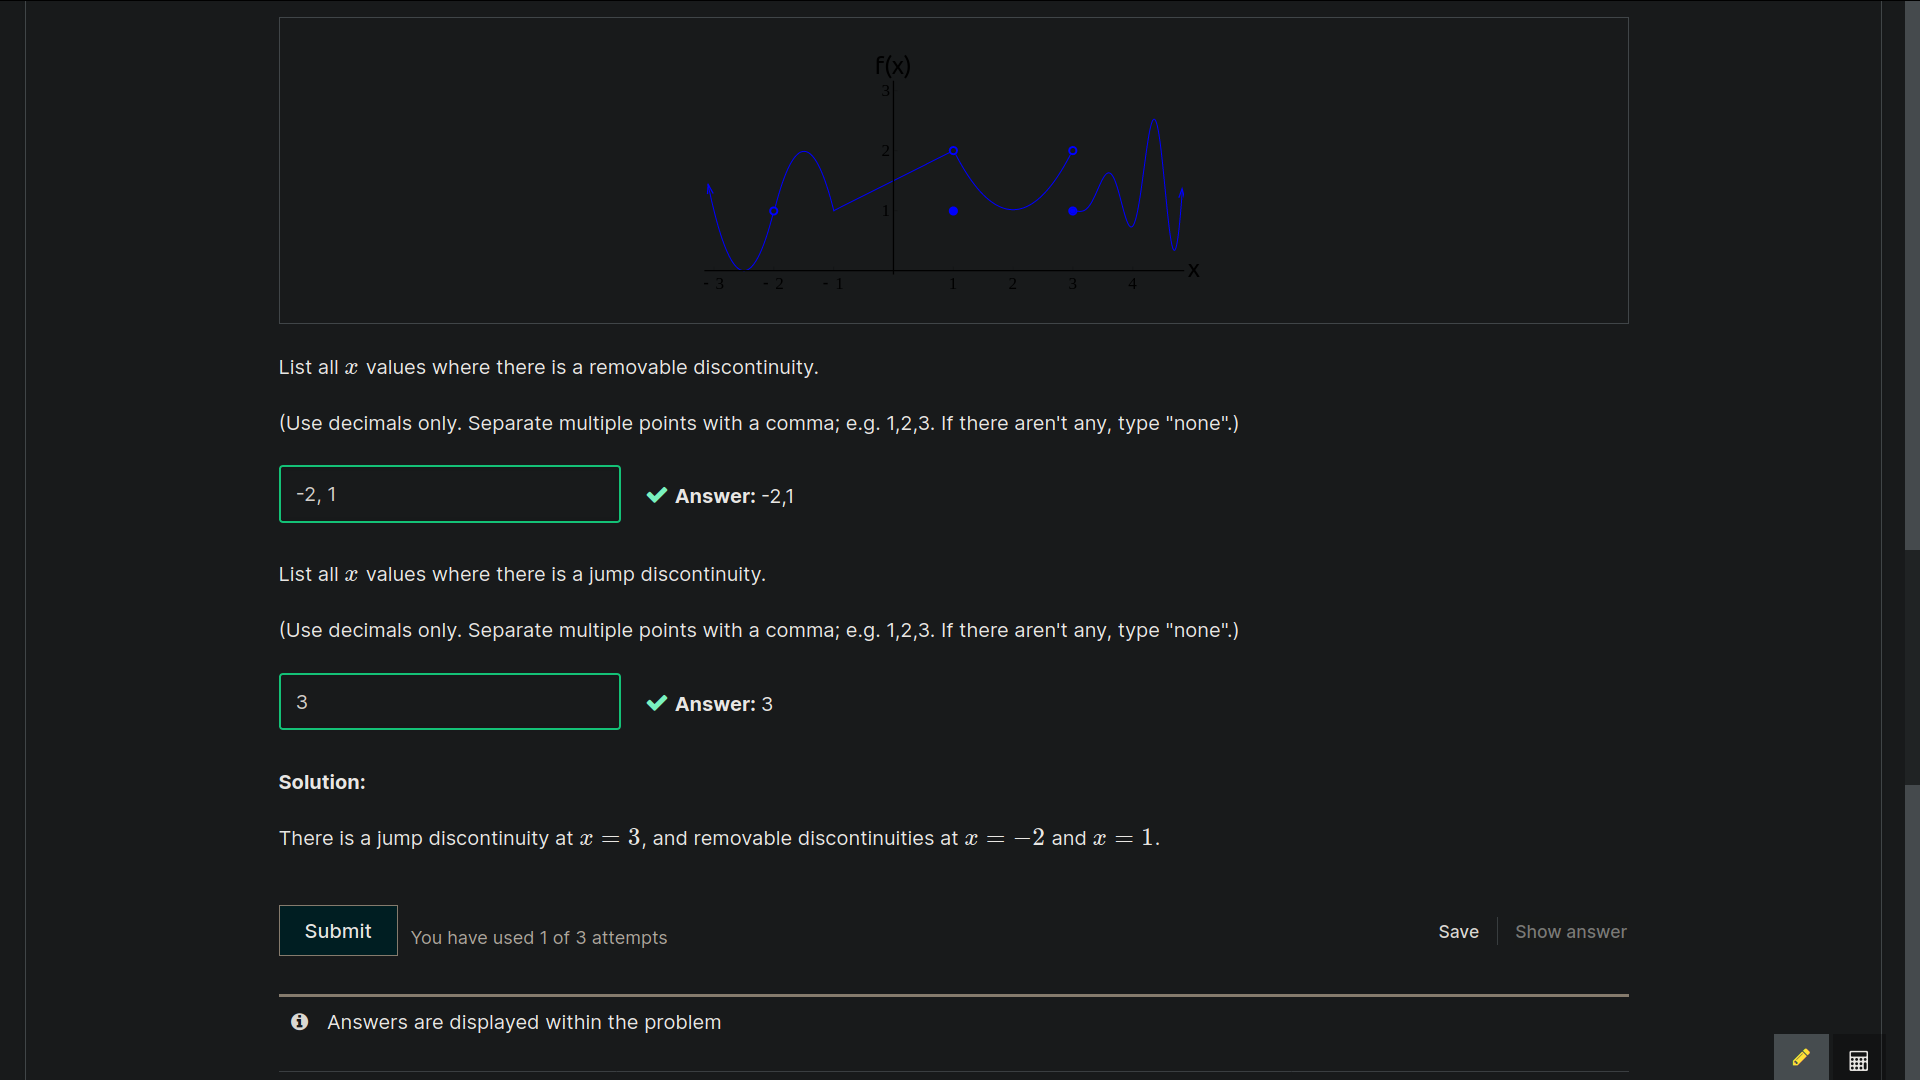 f(x)
3
2
1
x
- 3 - 2 - 1 1 2 3 4
List all x values where there is a removable discontinuity.
(Use decimals only. Separate multiple points with a comma; e.g. 1,2,3. If there aren't any, type "none".)
-2, 1
Answer: -2,1
List all x values where there is a jump discontinuity.
(Use decimals only. Separate multiple points with a comma; e.g. 1,2,3. If there aren't any, type "none".)
3
Answer: 3
Solution:
There is a jump discontinuity at x = 3, and removable discontinuities at x = −2 and x = 1.
Submit
You have used 1 of 3 attempts
Save
Show answer
Answers are displayed within the problem